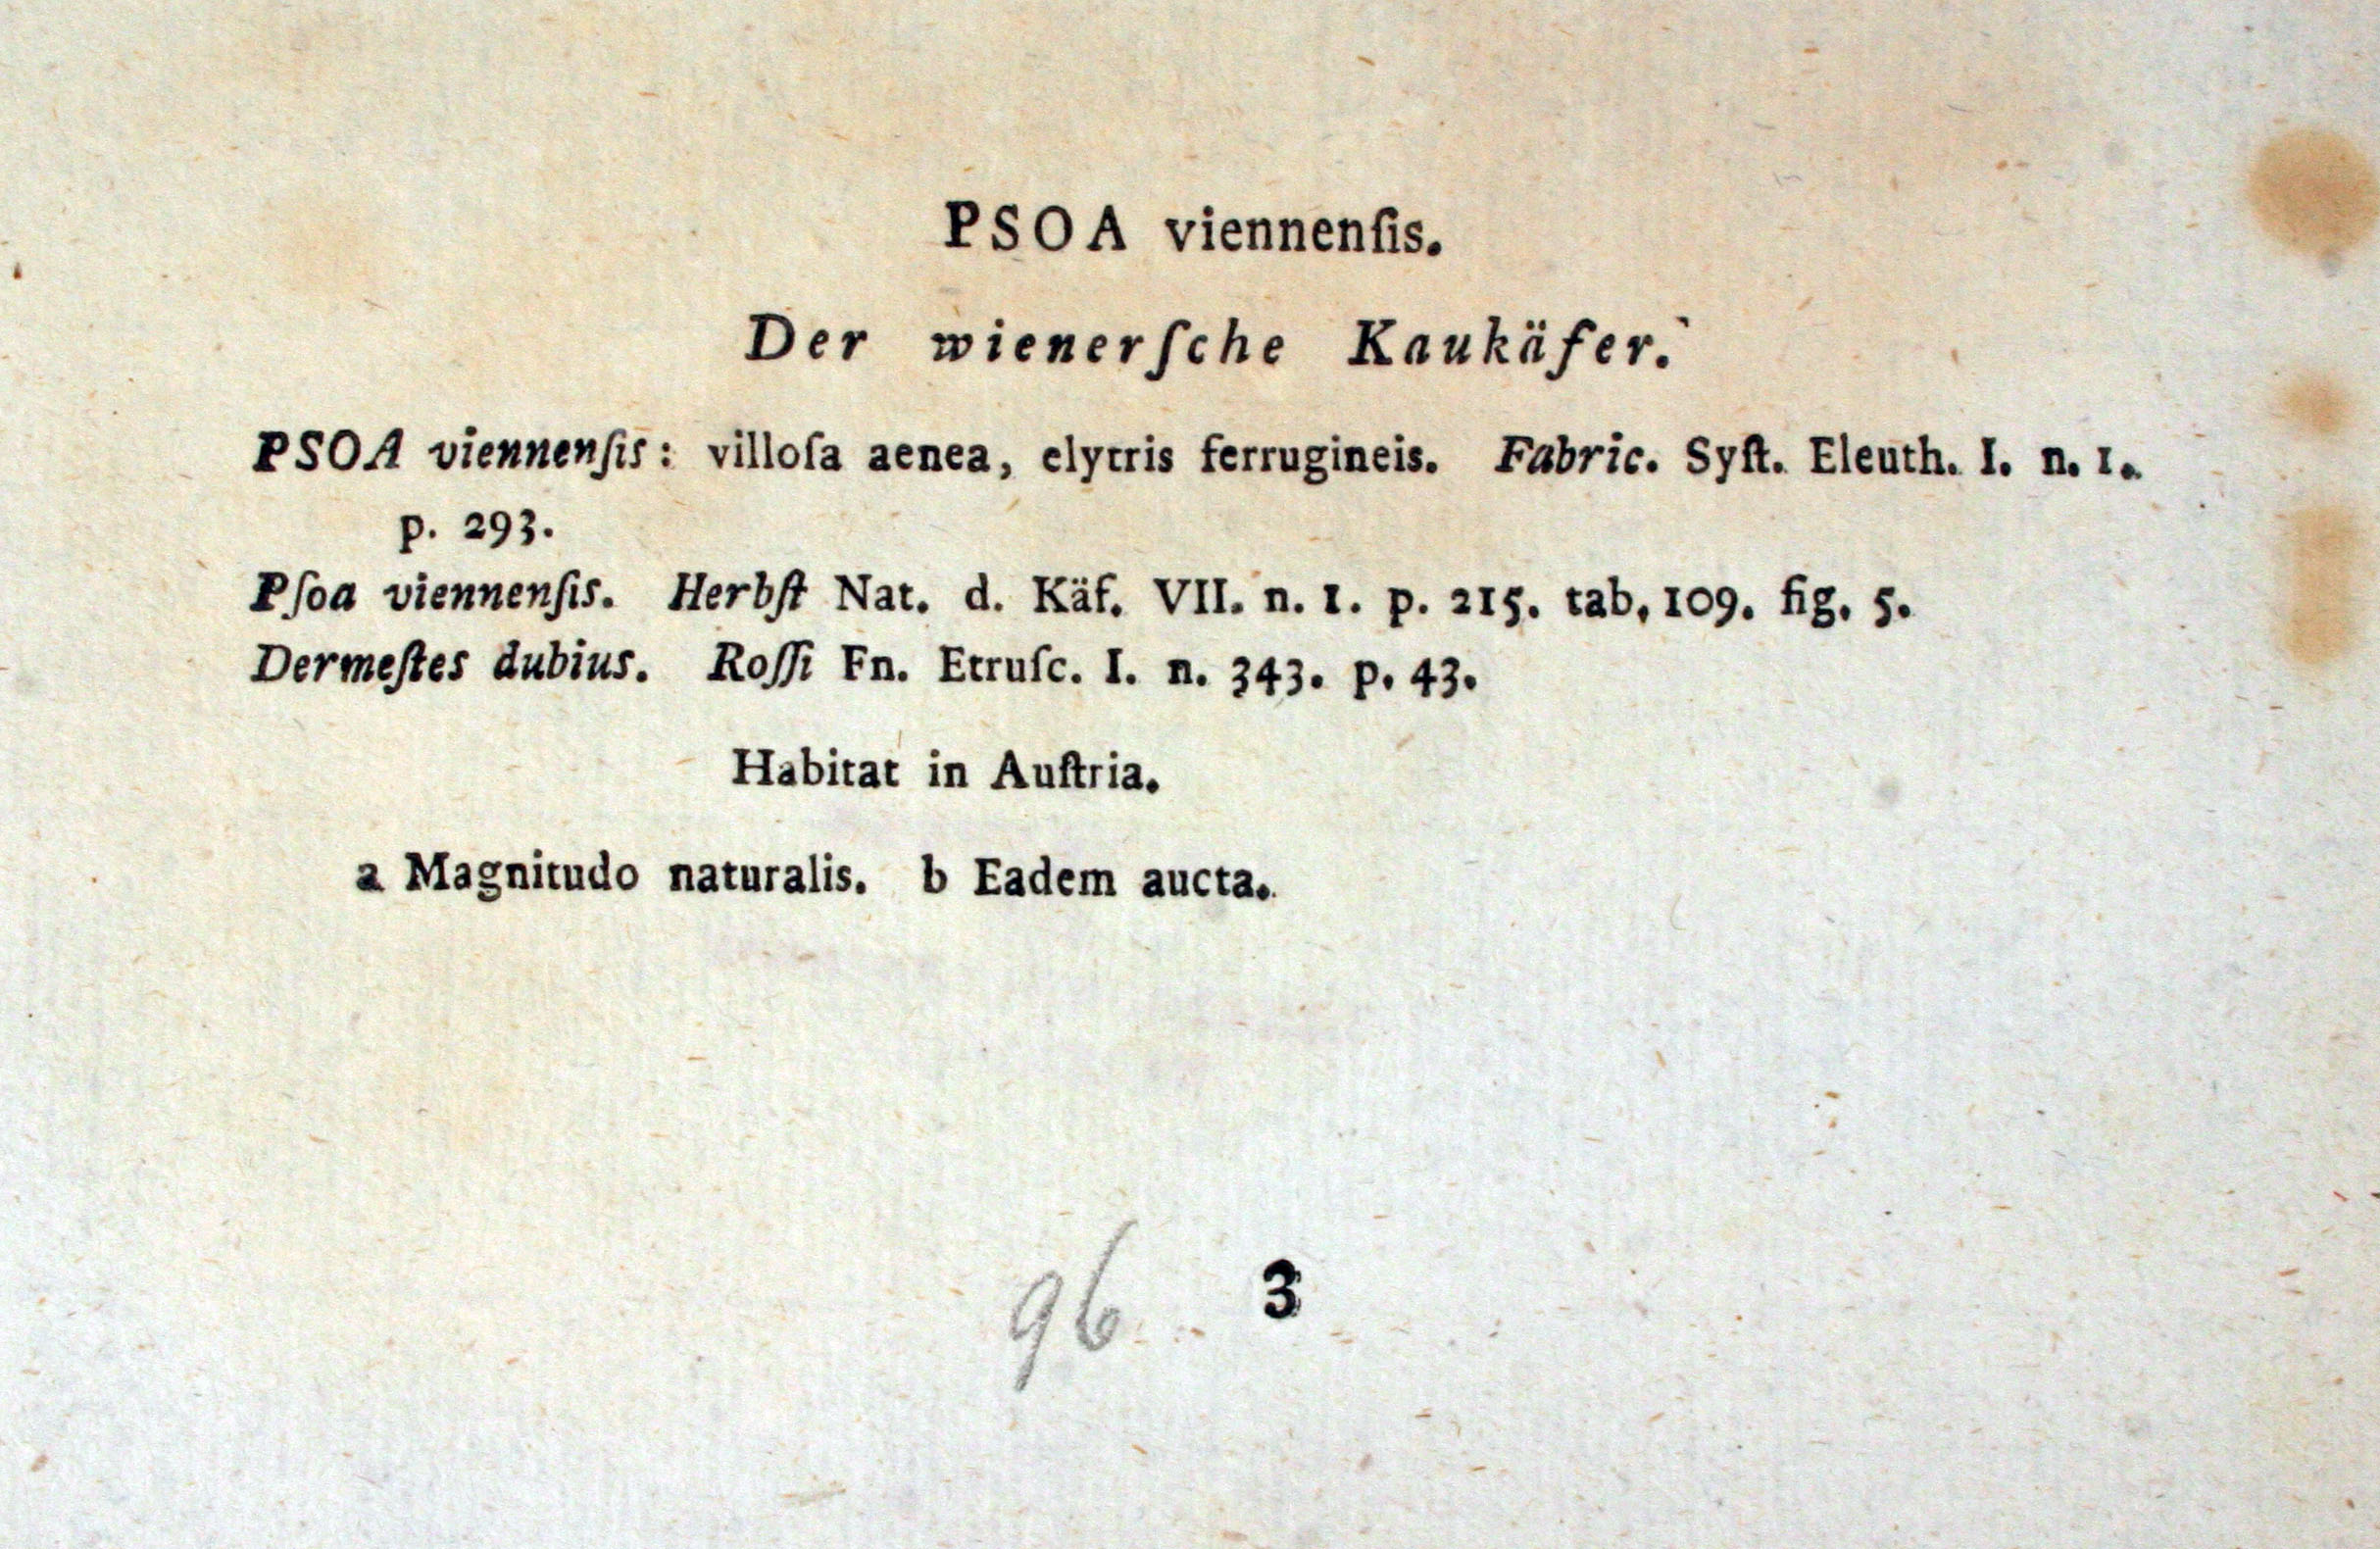 PSOA viennenſis.
Der wienerſche Kaukäfer.
PSOA viennenſis: villoſa aenea, elytris ferrugineis. Fabric. Syſt. Eleuth. I. n. 1.
p. 293.
Pſoa viennenſis. Herbſt Nat. d. Käf. VII. n. 1. p. 215. tab. 109. fig. 5.
Dermeſtes dubius. Roſſi Fn. Etruſc. I. n. 343. p. 43.
Habitat in Auſtria.
a Magnitudo naturalis. b Eadem aucta.
96 3